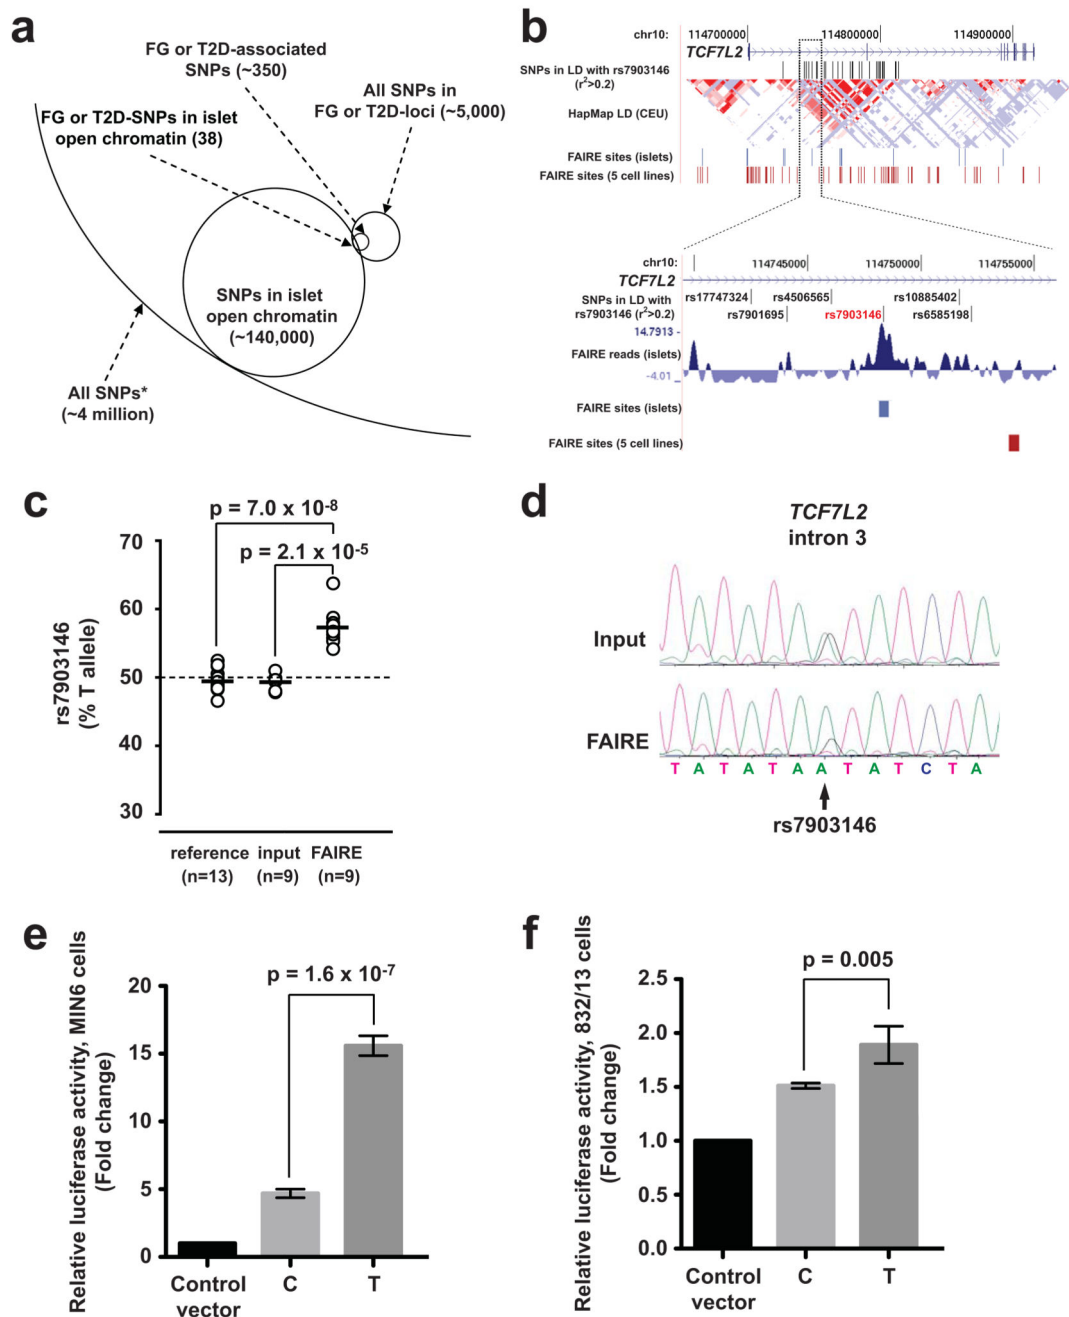 a
FG or T2D-associated
SNPs (~350)
All SNPs in
FG or T2D-loci (~5,000)
FG or T2D-SNPs in islet
open chromatin (38)
SNPs in islet
open chromatin
(~140,000)
All SNPs*
(~4 million)
b
chr10: 114700000 114800000 114900000
TCF7L2
SNPs in LD with rs7903146
(r²>0.2)
HapMap LD (CEU)
FAIRE sites (islets)
FAIRE sites (5 cell lines)
chr10: 114745000 114750000 114755000
TCF7L2
SNPs in LD with
rs7903146 (r²>0.2)
rs17747324 rs4506565 rs10885402
rs7901695 rs7903146 rs6585198
14.7913 -
FAIRE reads (islets)
-4.01 _
FAIRE sites (islets)
FAIRE sites (5 cell lines)
c
p = 7.0 x 10⁻⁸
p = 2.1 x 10⁻⁵
rs7903146
(% T allele)
70
60
50
40
30
reference input FAIRE
(n=13) (n=9) (n=9)
d
TCF7L2
intron 3
Input
FAIRE
T A T A T A A T A T C T A
rs7903146
e
Relative luciferase activity, MIN6 cells
(Fold change)
p = 1.6 x 10⁻⁷
20
15
10
5
0
Control
vector
C
T
f
Relative luciferase activity, 832/13 cells
(Fold change)
p = 0.005
2.5
2.0
1.5
1.0
0.5
0.0
Control
vector
C
T